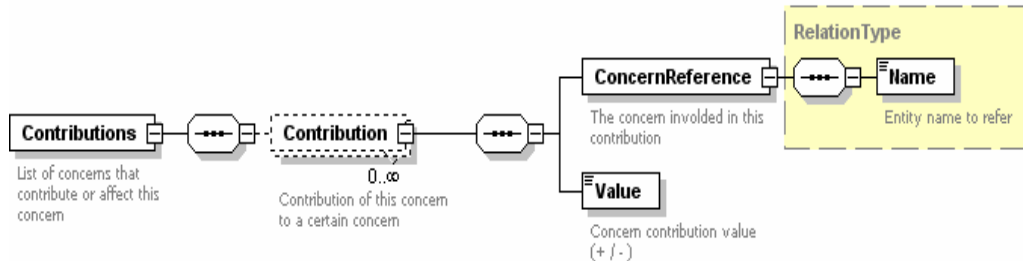 RelationType
ConcernReference
Name
The concern involded in this
contribution
Entity name to refer
Contributions
Contribution
0..∞
List of concerns that
contribute or affect this
concern
Contribution of this concern
to a certain concern
Value
Concern contribution value
(+ / -)